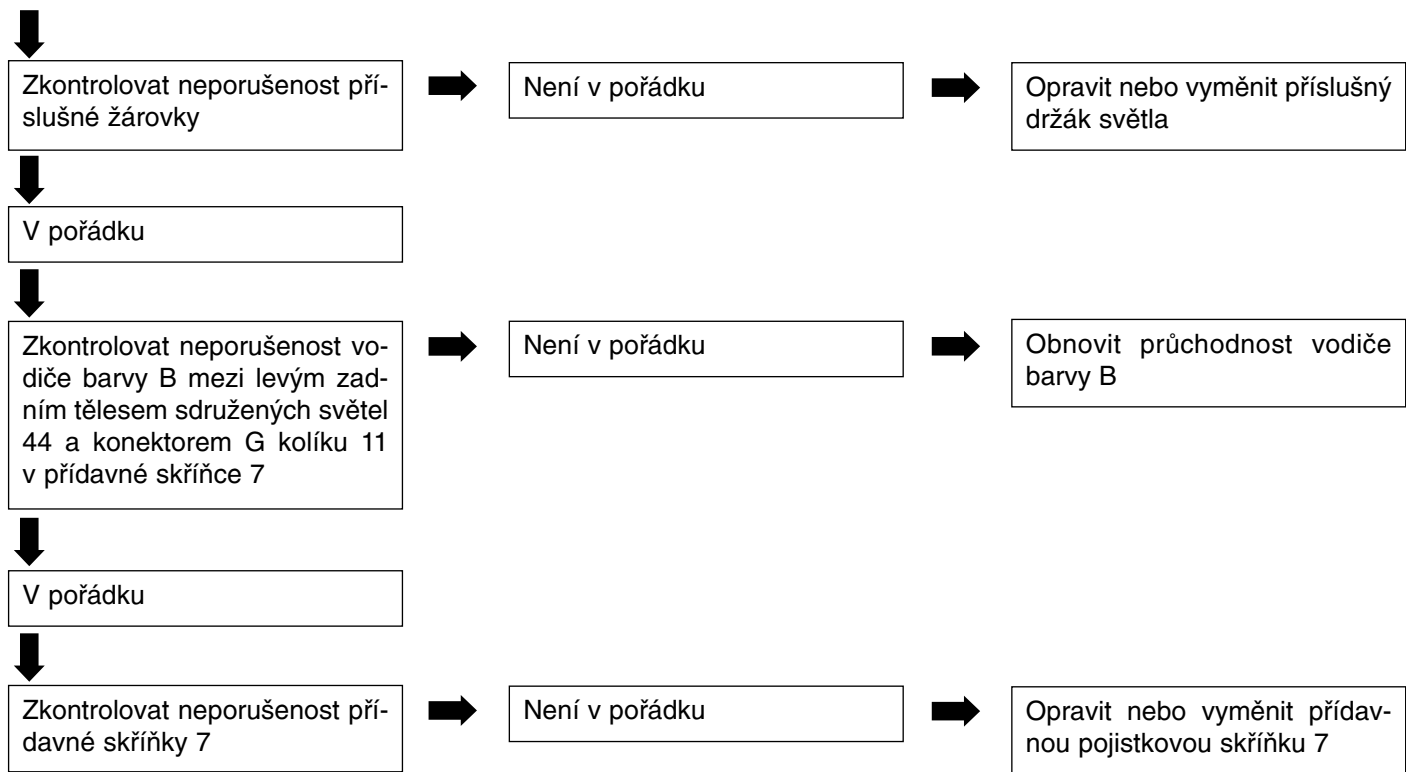 Zkontrolovat neporušenost pří-
slušné žárovky
Není v pořádku
Opravit nebo vyměnit příslušný
držák světla
V pořádku
Zkontrolovat neporušenost vo-
diče barvy B mezi levým zad-
ním tělesem sdružených světel
44 a konektorem G kolíku 11
v přídavné skříňce 7
Není v pořádku
Obnovit průchodnost vodiče
barvy B
V pořádku
Zkontrolovat neporušenost pří-
davné skříňky 7
Není v pořádku
Opravit nebo vyměnit přídav-
nou pojistkovou skříňku 7